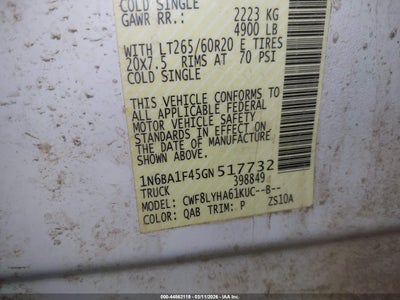 COLD SINGLE
GAWR RR.: 2223 KG
4900 LB
WITH LT265/60R20 E TIRES
20X7.5 RIMS AT 70 PSI
COLD SINGLE
THIS VEHICLE CONFORMS TO
ALL APPLICABLE FEDERAL
MOTOR VEHICLE SAFETY
STANDARDS IN EFFECT ON
THE DATE OF MANUFACTURE
SHOWN ABOVE.
1N6BA1F45GN517732
TRUCK 398849
MODEL: CWF8LYHA61KUC--B--
COLOR: QAB TRIM: P ZS10A
000-44982119 - 03/11/2026 - IAA Inc.